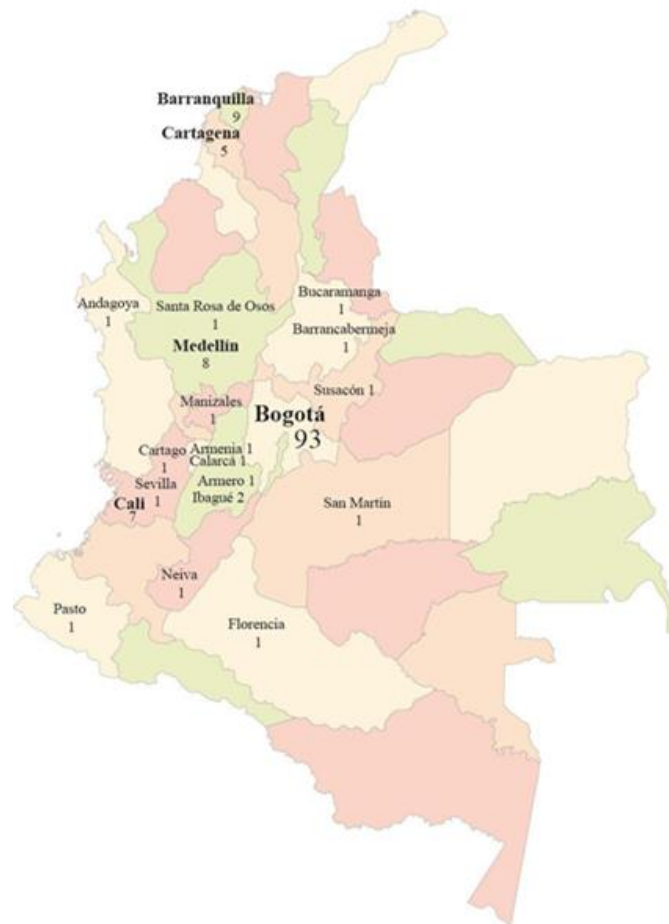 Barranquilla
9
Cartagena
5
Andagoya
1
Santa Rosa de Osos
1
Medellín
8
Bucaramanga
1
Barrancabermeja
1
Susacón 1
Manizales
1
Bogotá
93
Cartago
1
Armenia 1
Calarcá 1
Sevilla
1
Armero 1
Ibagué 2
Cali
7
San Martín
1
Neiva
1
Pasto
1
Florencia
1